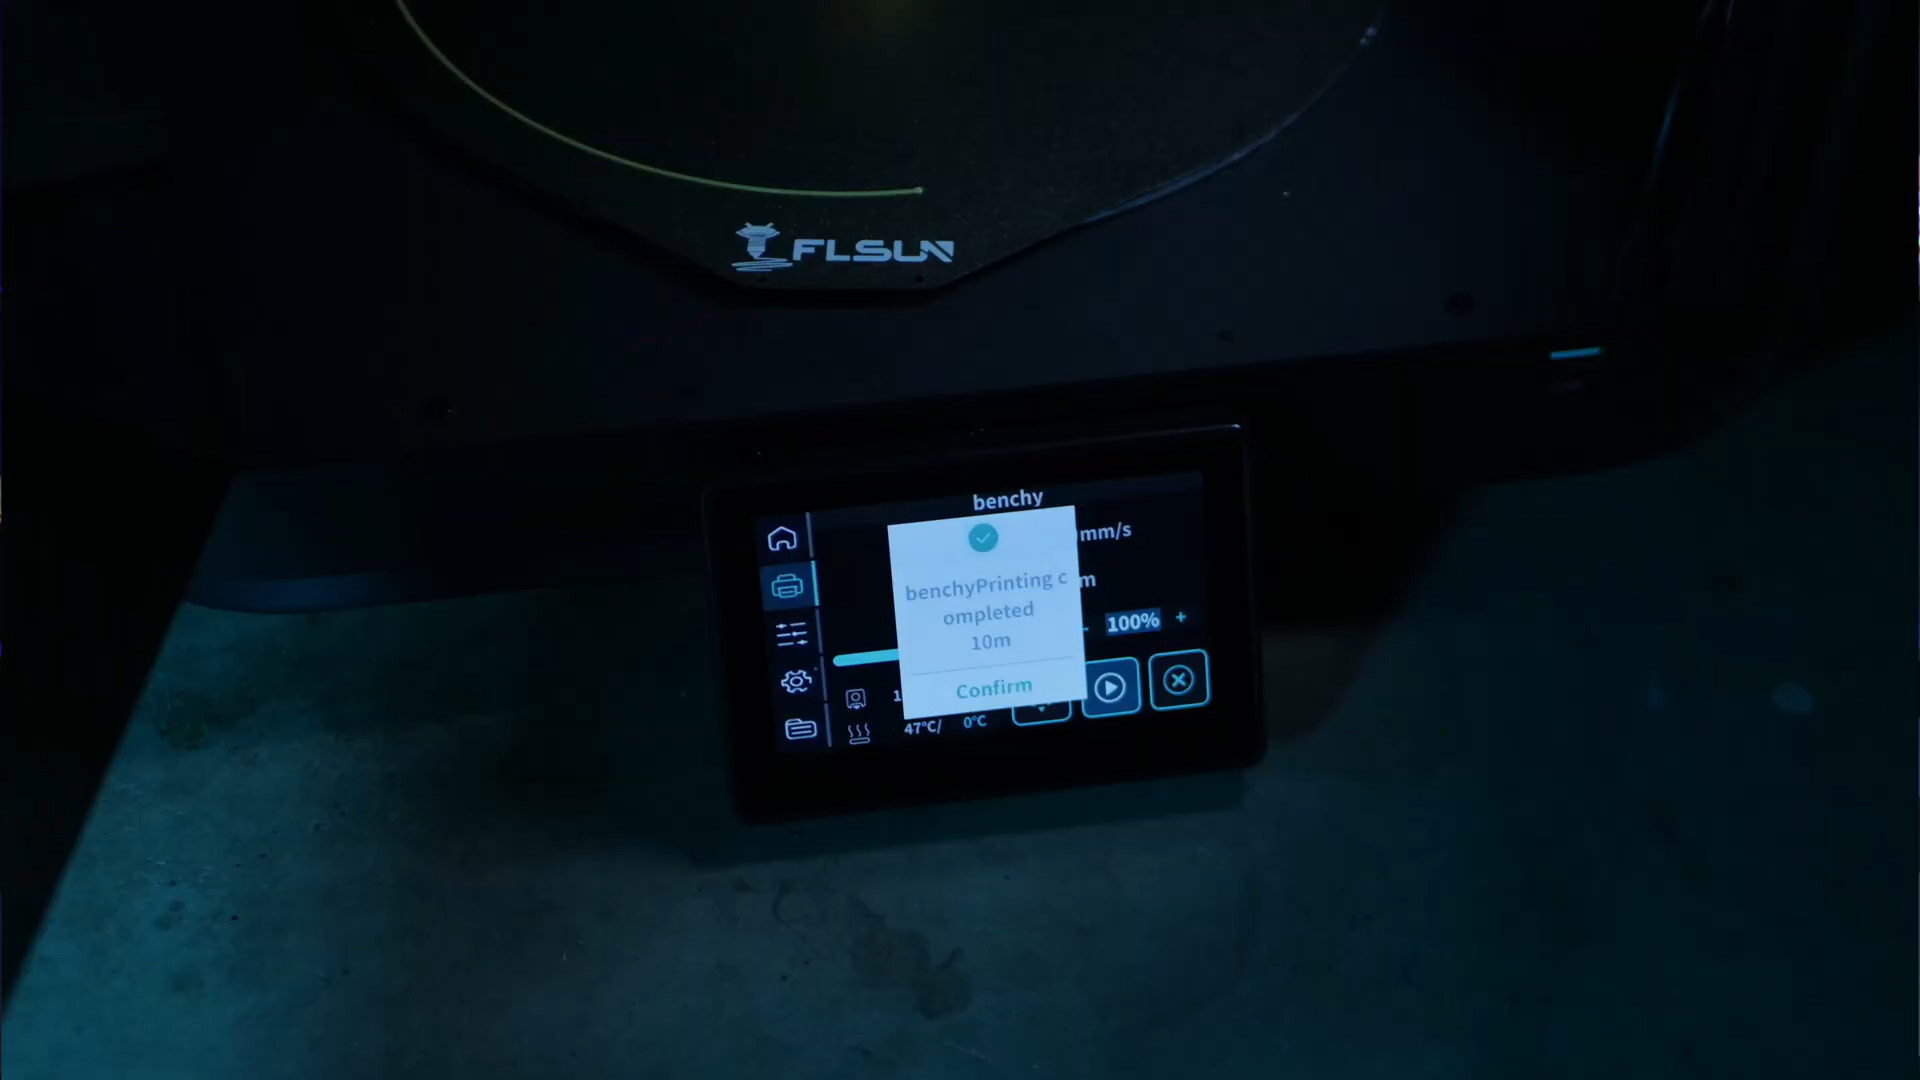 FLSUN
benchy
mm/s
benchyPrinting c
ompleted
10m
m
- 100% +
Confirm
47°C/ 0°C